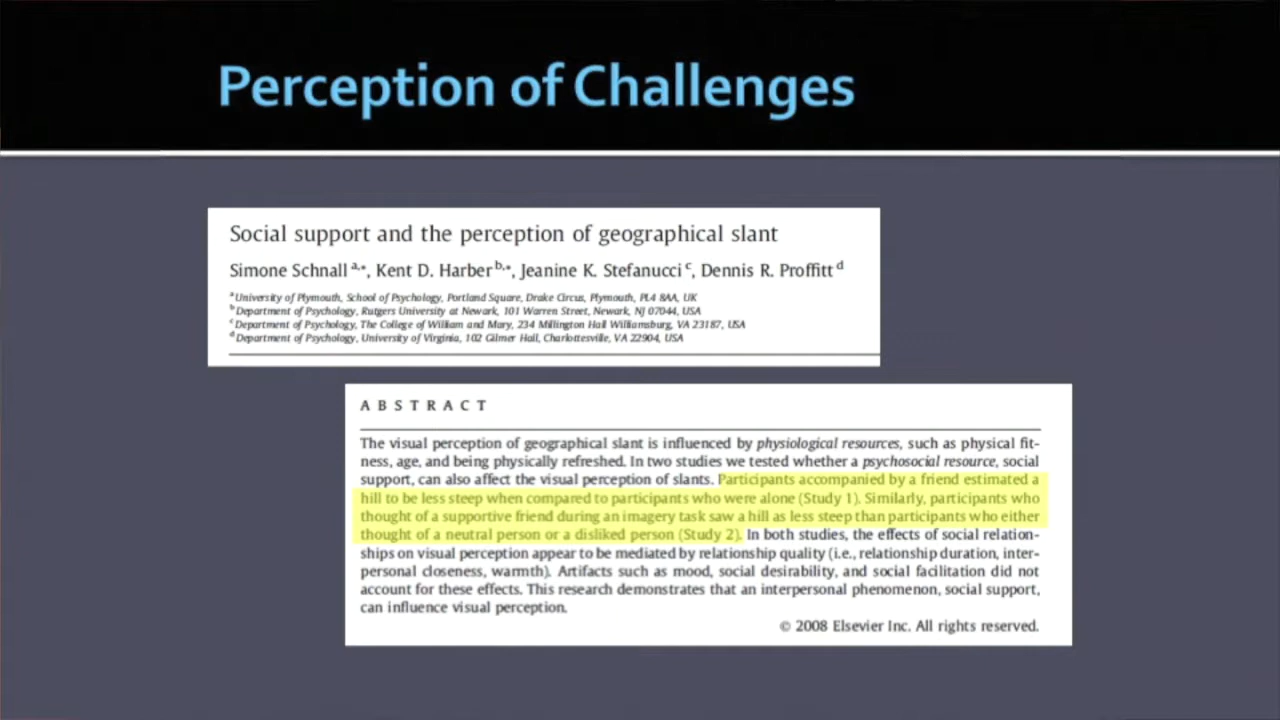 Perception of Challenges
Social support and the perception of geographical slant
Simone Schnall a,*, Kent D. Harber b,*, Jeanine K. Stefanucci c, Dennis R. Proffitt d
a University of Plymouth, School of Psychology, Portland Square, Drake Circus, Plymouth, PL4 8AA, UK
b Department of Psychology, Rutgers University at Newark, 101 Warren Street, Newark, NJ 07044, USA
c Department of Psychology, The College of William and Mary, 234 Millington Hall Williamsburg, VA 23187, USA
d Department of Psychology, University of Virginia, 102 Gilmer Hall, Charlottesville, VA 22904, USA
ABSTRACT
The visual perception of geographical slant is influenced by physiological resources, such as physical fit-
ness, age, and being physically refreshed. In two studies we tested whether a psychosocial resource, social
support, can also affect the visual perception of slants. Participants accompanied by a friend estimated a
hill to be less steep when compared to participants who were alone (Study 1). Similarly, participants who
thought of a supportive friend during an imagery task saw a hill as less steep than participants who either
thought of a neutral person or a disliked person (Study 2). In both studies, the effects of social relation-
ships on visual perception appear to be mediated by relationship quality (i.e., relationship duration, inter-
personal closeness, warmth). Artifacts such as mood, social desirability, and social facilitation did not
account for these effects. This research demonstrates that an interpersonal phenomenon, social support,
can influence visual perception.
© 2008 Elsevier Inc. All rights reserved.